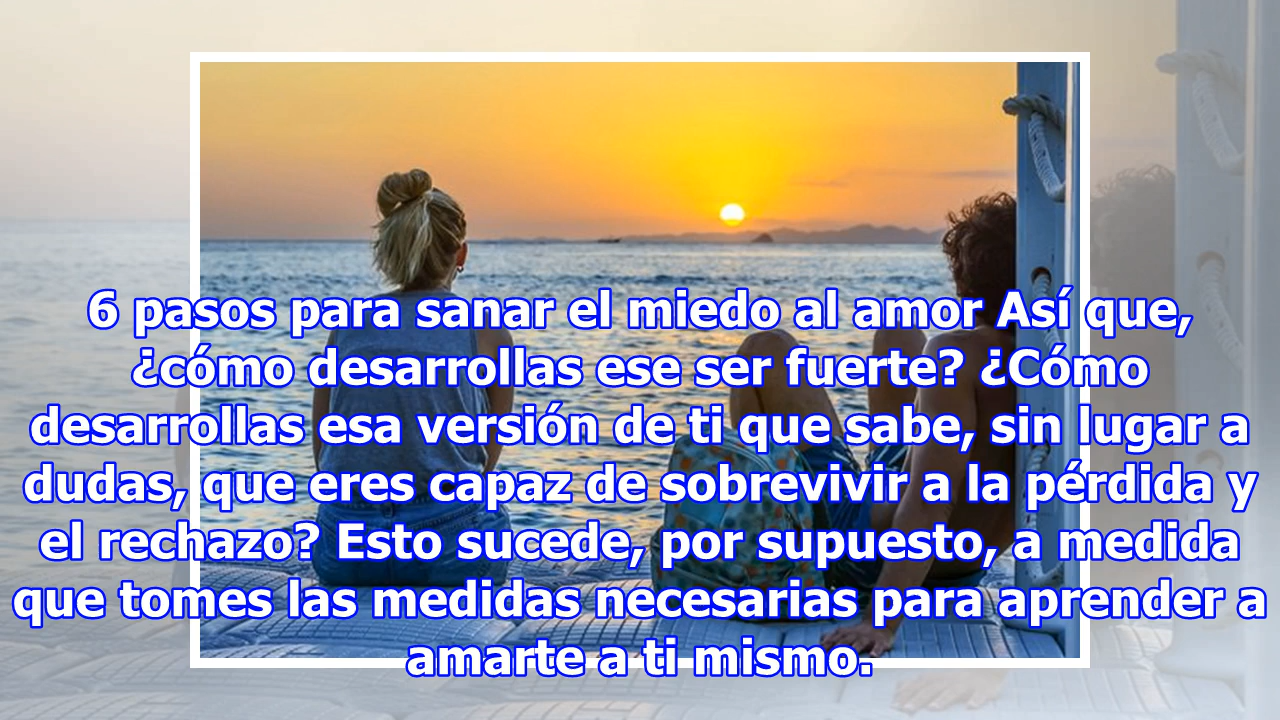 6 pasos para sanar el miedo al amor Así que,
¿cómo desarrollas ese ser fuerte? ¿Cómo
desarrollas esa versión de ti que sabe, sin lugar a
dudas, que eres capaz de sobrevivir a la pérdida y
el rechazo? Esto sucede, por supuesto, a medida
que tomes las medidas necesarias para aprender a
amarte a ti mismo.